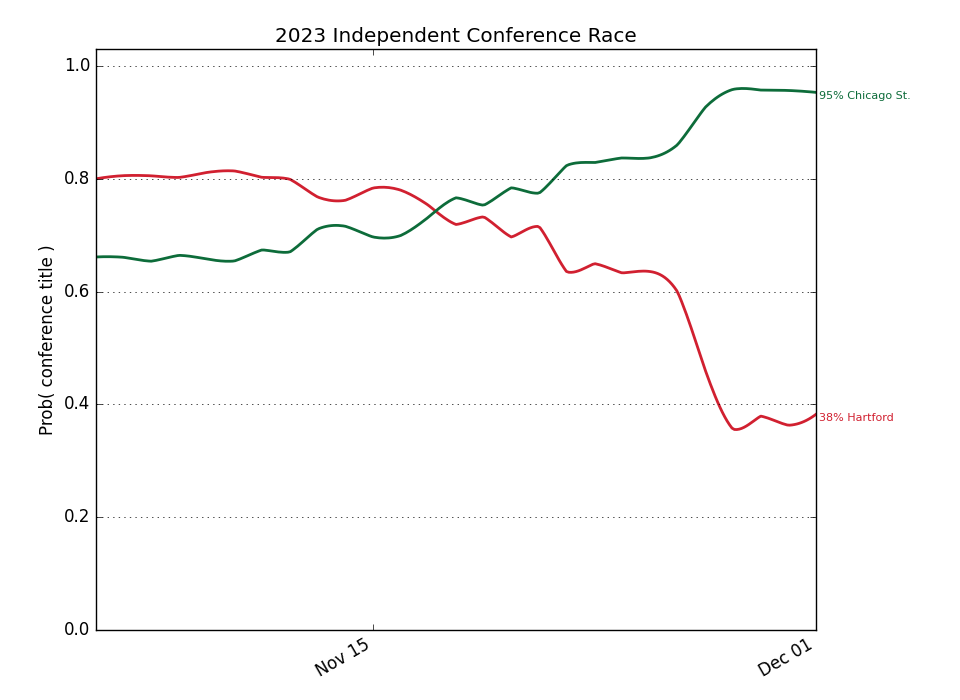 2023 Independent Conference Race
1.0
0.8
0.6
0.4
0.2
0.0
Prob( conference title )
Nov 15
Dec 01
95% Chicago St.
38% Hartford